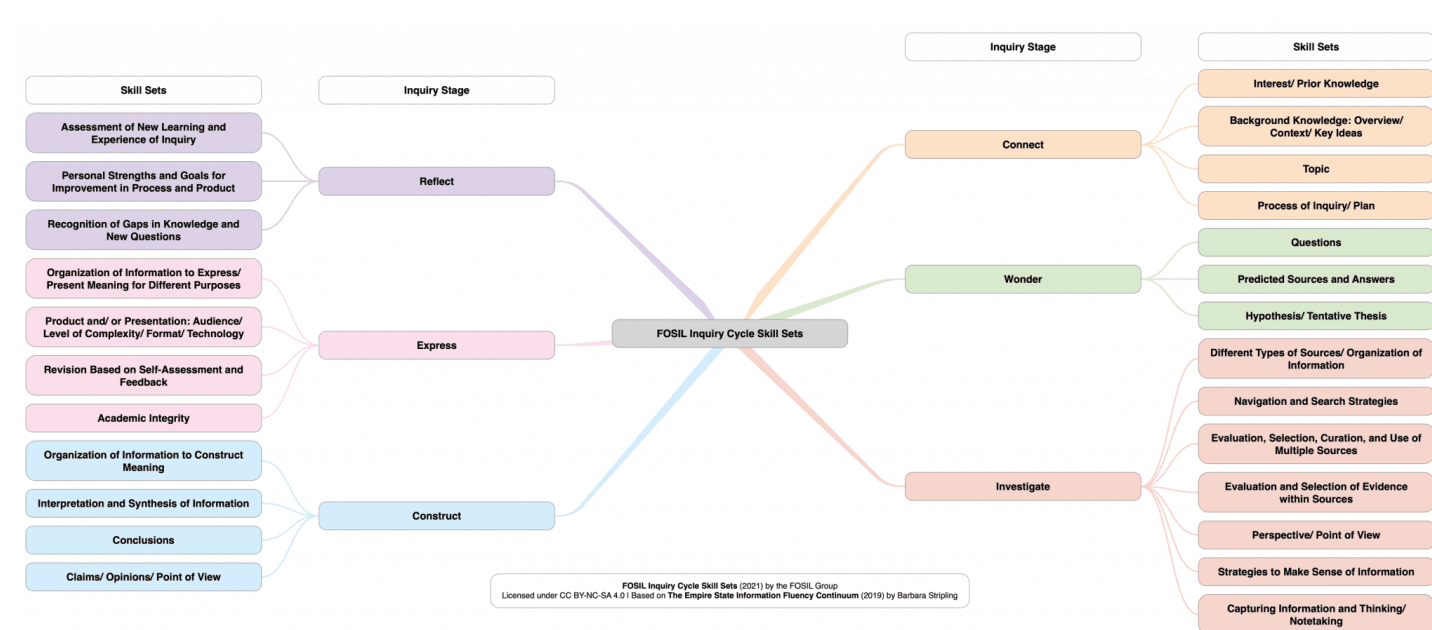 Inquiry Stage
Skill Sets
Interest/ Prior Knowledge
Background Knowledge: Overview/
Context/ Key Ideas
Connect
Topic
Process of Inquiry/ Plan
Questions
Wonder
Predicted Sources and Answers
Hypothesis/ Tentative Thesis
Different Types of Sources/ Organization of
Information
Navigation and Search Strategies
Evaluation, Selection, Curation, and Use of
Multiple Sources
Investigate
Evaluation and Selection of Evidence
within Sources
Perspective/ Point of View
Strategies to Make Sense of Information
Capturing Information and Thinking/
Notetaking
FOSIL Inquiry Cycle Skill Sets
Skill Sets
Inquiry Stage
Assessment of New Learning and
Experience of Inquiry
Personal Strengths and Goals for
Improvement in Process and Product
Reflect
Recognition of Gaps in Knowledge and
New Questions
Organization of Information to Express/
Present Meaning for Different Purposes
Product and/ or Presentation: Audience/
Level of Complexity/ Format/ Technology
Express
Revision Based on Self-Assessment and
Feedback
Academic Integrity
Organization of Information to Construct
Meaning
Interpretation and Synthesis of Information
Construct
Conclusions
Claims/ Opinions/ Point of View
FOSIL Inquiry Cycle Skill Sets (2021) by the FOSIL Group
Licensed under CC BY-NC-SA 4.0 | Based on The Empire State Information Fluency Continuum (2019) by Barbara Stripling